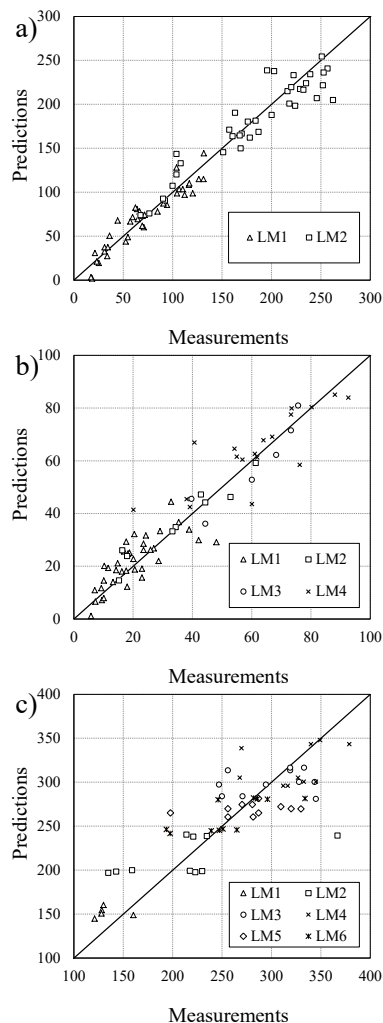 a)
300
250
200
150
100
50
0
0 50 100 150 200 250 300
Predictions
Measurements
LM1 LM2
b)
100
80
60
40
20
0
0 20 40 60 80 100
Predictions
Measurements
LM1 LM2
LM3 LM4
c)
400
350
300
250
200
150
100
100 150 200 250 300 350 400
Predictions
Measurements
LM1 LM2
LM3 LM4
LM5 LM6